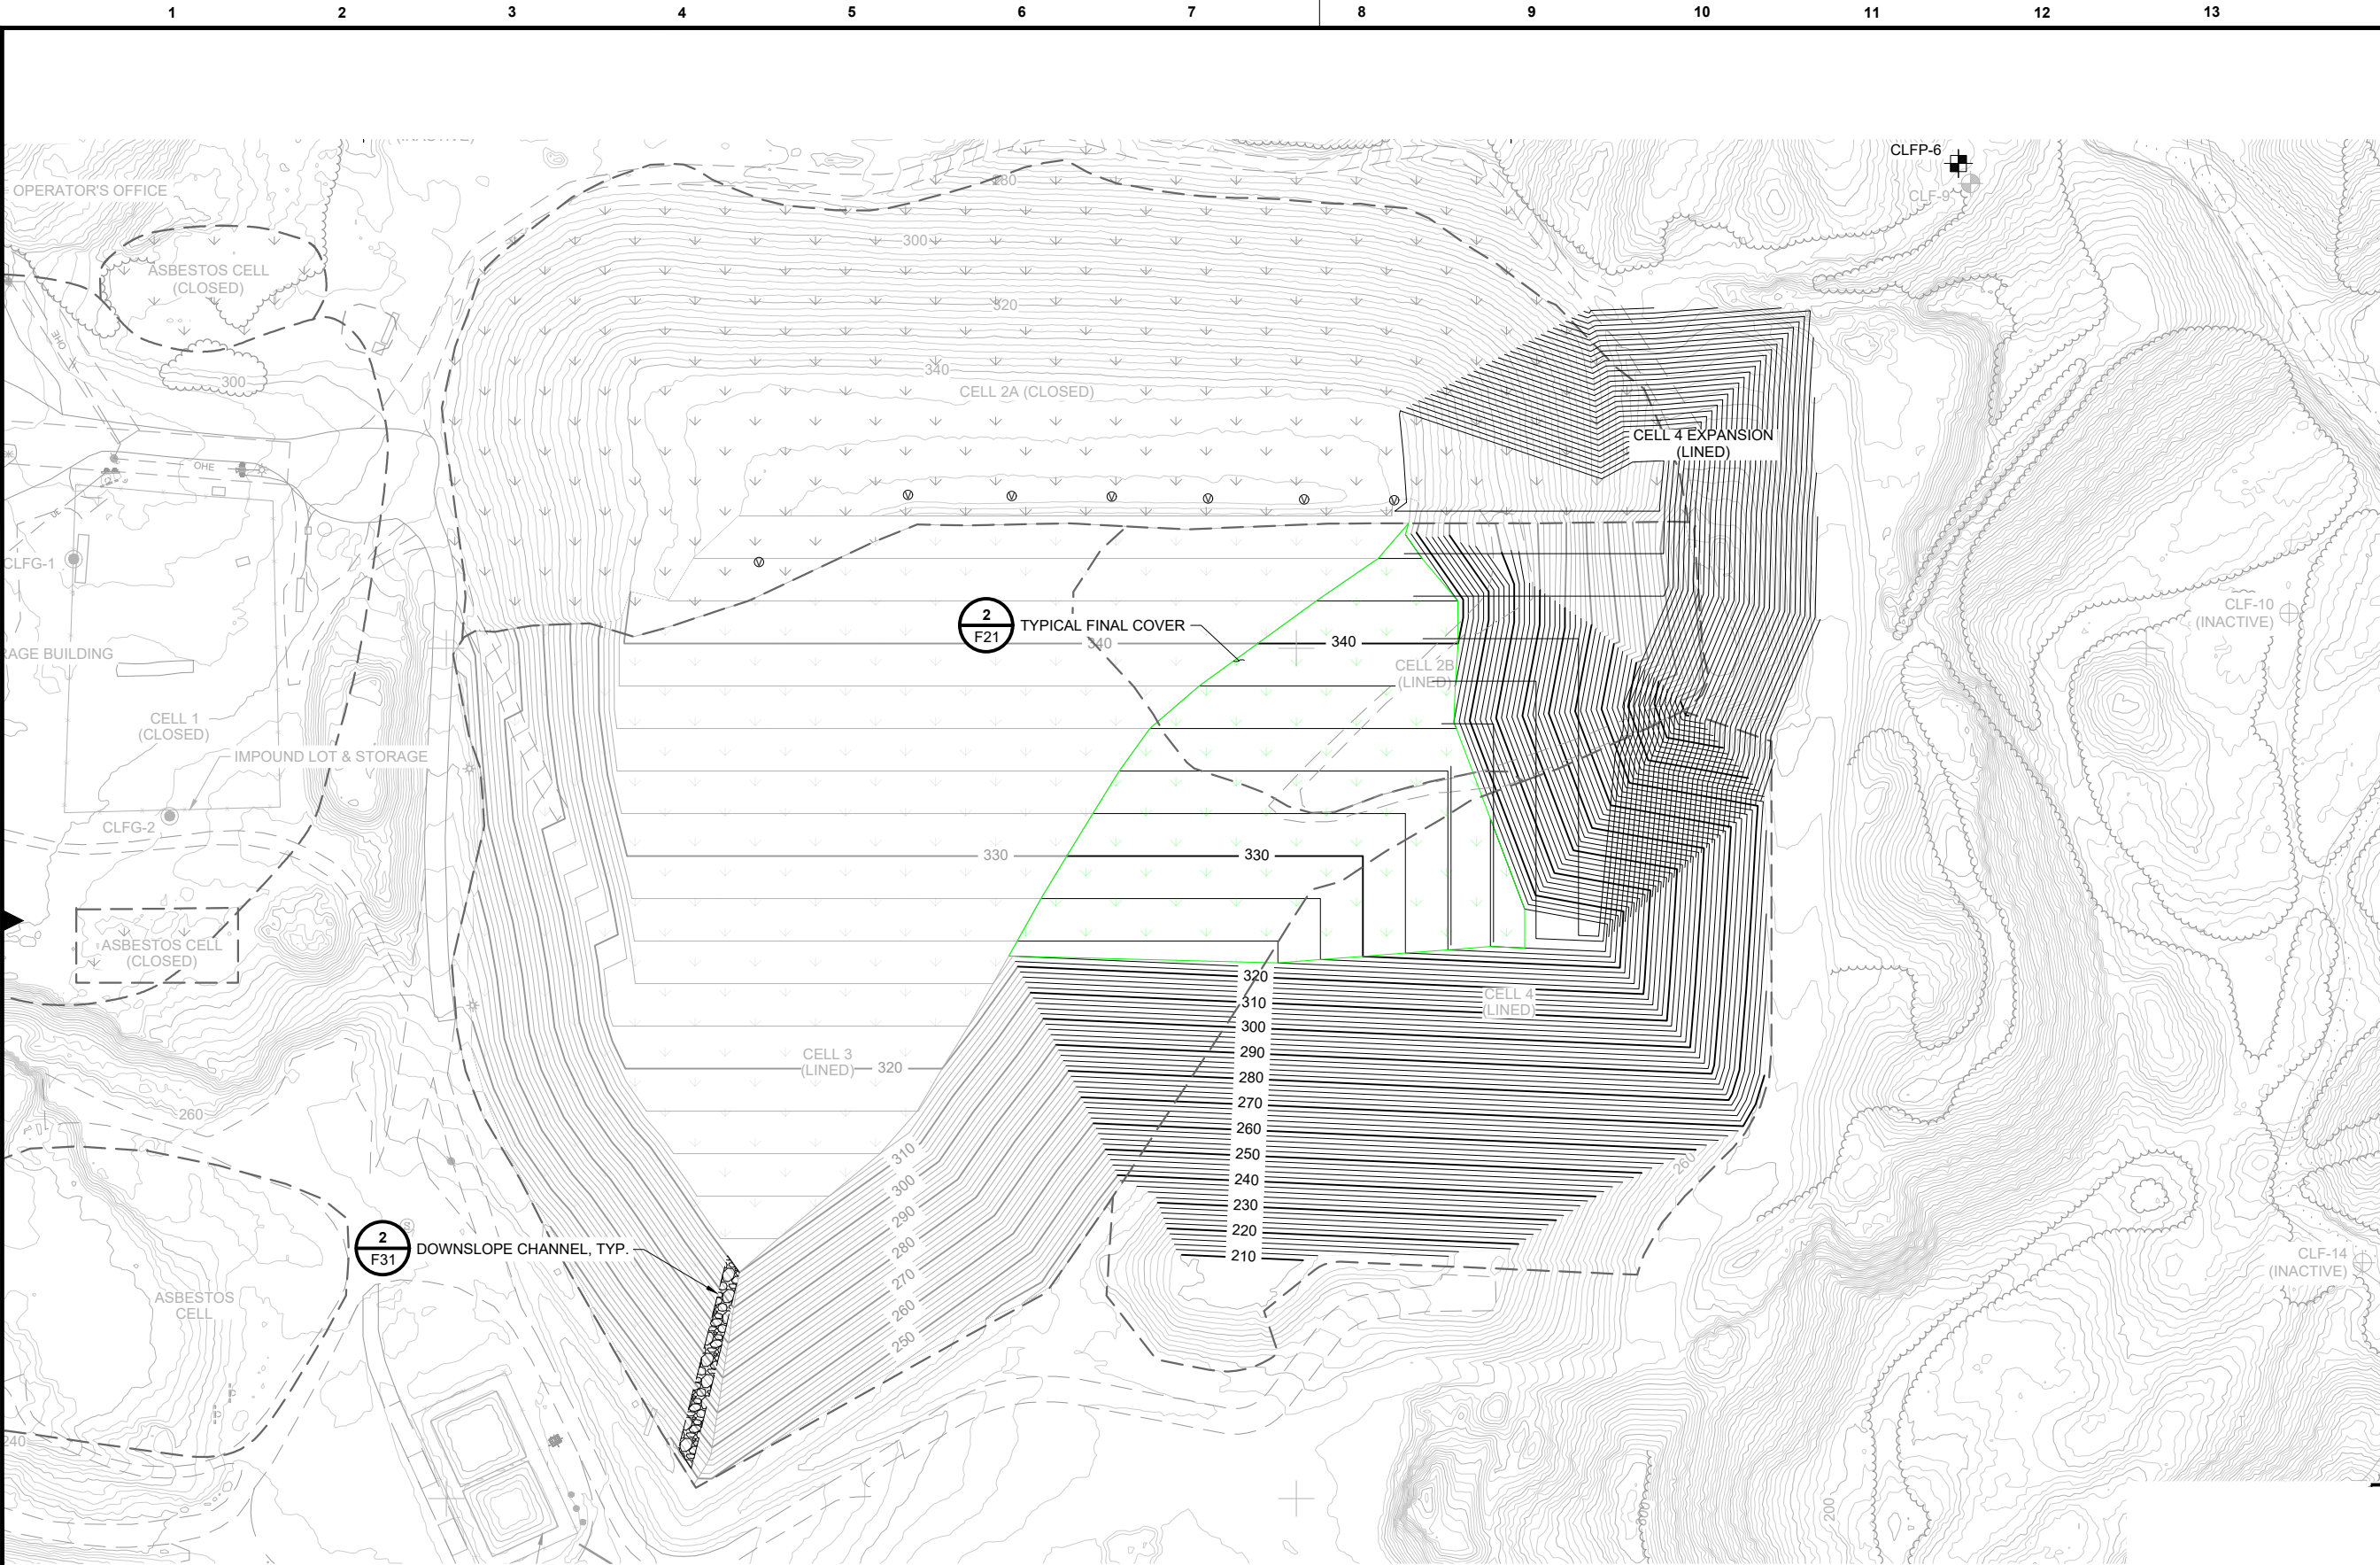 1 2 3 4 5 6 7 8 9 10 11 12 13
CLFP-6
OPERATOR'S OFFICE
280
CLF-9
300
ASBESTOS CELL
(CLOSED)
320
OHE
340
300
CELL 2A (CLOSED)
CELL 4 EXPANSION
(LINED)
OHE
V V V V V V
OE
CLFG-1
V
CLF-10
(INACTIVE)
2
F21
TYPICAL FINAL COVER
340
340
RAGE BUILDING
CELL 2B
(LINED)
CELL 1
(CLOSED)
IMPOUND LOT & STORAGE
CLFG-2
330
330
ASBESTOS CELL
(CLOSED)
320
CELL 4
(LINED)
310
300
290
CELL 3
(LINED)
320
280
270
260
260
310
250
260
300
240
230
290
220
2
F31
S
DOWNSLOPE CHANNEL, TYP.
280
210
CLF-14
(INACTIVE)
270
ASBESTOS
CELL
260
250
240
200